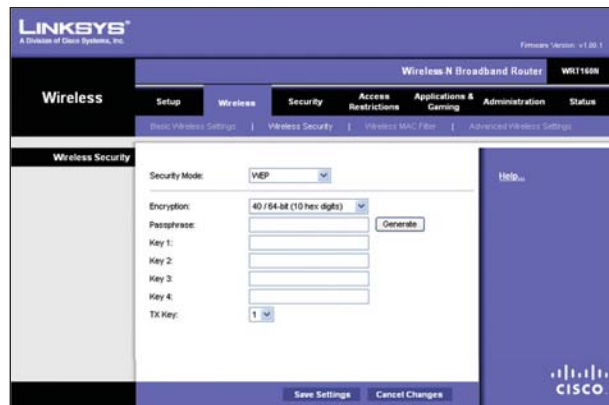 LINKSYS®
A Division of Cisco Systems, Inc.
Firmware Version: v1.00.1
Wireless-N Broadband Router
WRT160N
Wireless
Setup
Wireless
Security
Access Restrictions
Applications & Gaming
Administration
Status
Basic Wireless Settings | Wireless Security | Wireless MAC Filter | Advanced Wireless Settings
Wireless Security
Security Mode: WEP
Help...
Encryption: 40 / 64-bit (10 hex digits)
Passphrase: Generate
Key 1:
Key 2:
Key 3:
Key 4:
TX Key: 1
Save Settings
Cancel Changes
CISCO